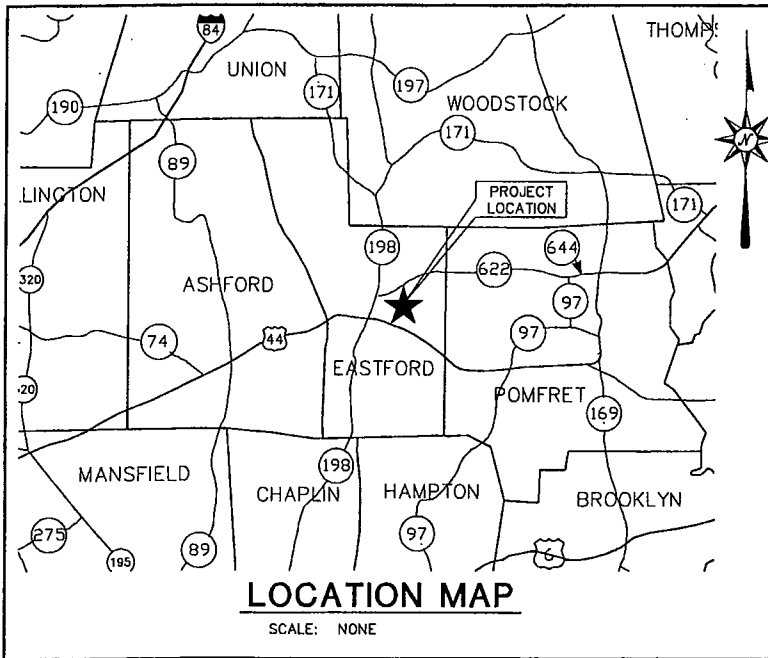 84
THOMPS
UNION
171
197
190
WOODSTOCK
171
89
N
LLINGTON
PROJECT
LOCATION
171
198
644
622
320
ASHFORD
97
44
97
74
EASTFORD
20
POMFRET
169
MANSFIELD
198
CHAPLIN
HAMPTON
BROOKLYN
275
97
89
6
195
LOCATION MAP
SCALE: NONE